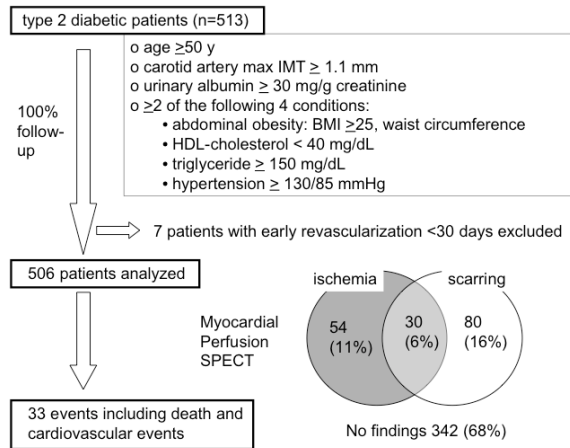 type 2 diabetic patients (n=513)
o age ≥50 y
o carotid artery max IMT ≥ 1.1 mm
o urinary albumin ≥ 30 mg/g creatinine
o ≥2 of the following 4 conditions:
• abdominal obesity: BMI ≥25, waist circumference
• HDL-cholesterol < 40 mg/dL
• triglyceride ≥ 150 mg/dL
• hypertension ≥ 130/85 mmHg
100%
follow-
up
7 patients with early revascularization <30 days excluded
506 patients analyzed
ischemia
scarring
Myocardial
Perfusion
SPECT
54
(11%)
30
(6%)
80
(16%)
33 events including death and
cardiovascular events
No findings 342 (68%)